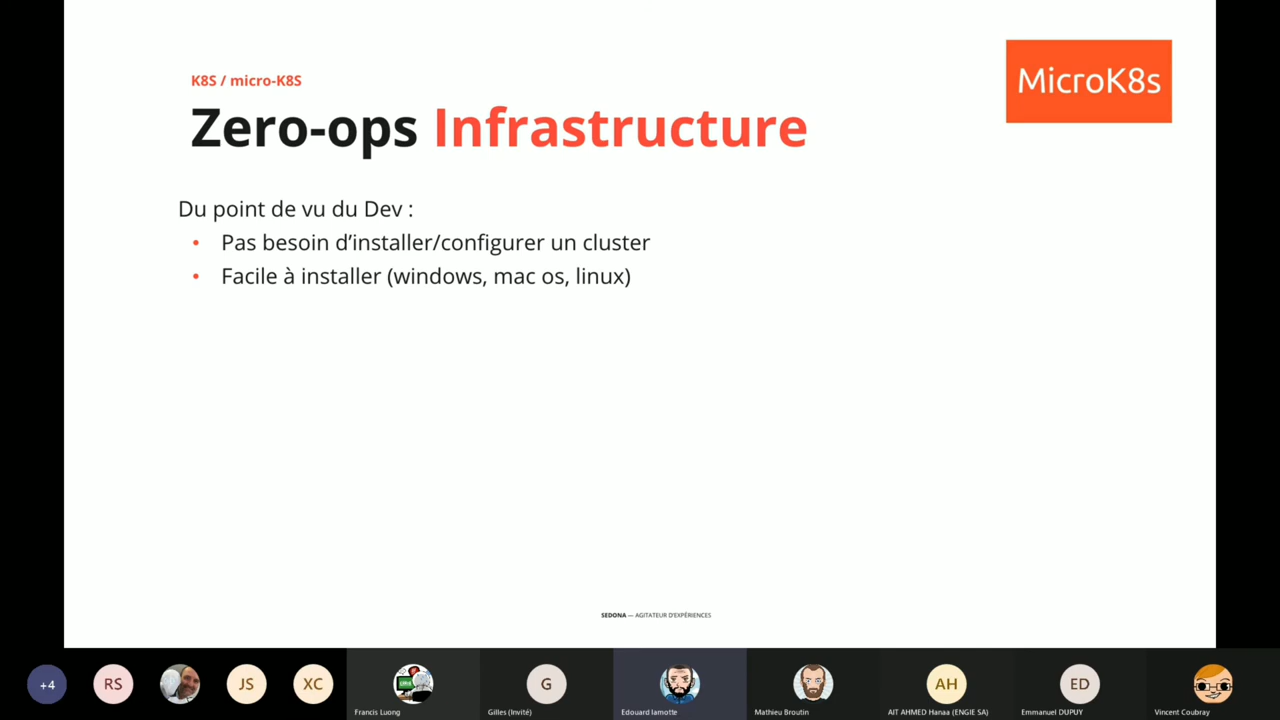 K8S / micro-K8S
MicroK8s
Zero-ops Infrastructure
Du point de vu du Dev :
• Pas besoin d'installer/configurer un cluster
• Facile à installer (windows, mac os, linux)
SEDONA — AGITATEUR D'EXPÉRIENCES
+4
RS
JS
XC
G
AH
ED
Francis Luong
Gilles (Invité)
Edouard lamotte
Mathieu Broutin
AIT AHMED Hanaa (ENGIE SA)
Emmanuel DUPUY
Vincent Coubray